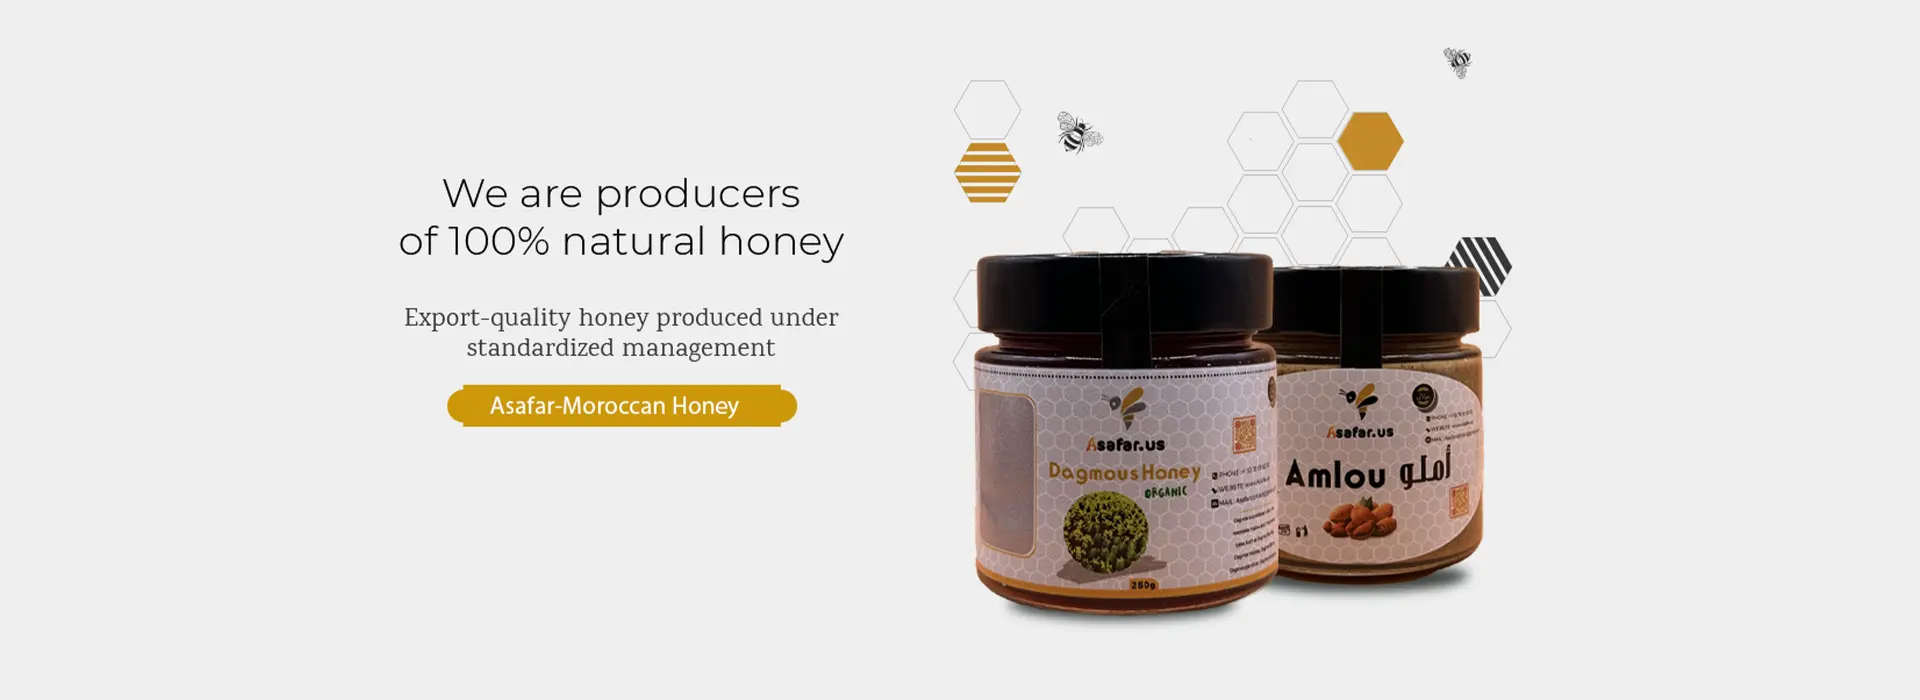 We are producers
of 100% natural honey
Export-quality honey produced under
standardized management
Asafar-Moroccan Honey
Asafar.us
Dagmous Honey
ORGANIC
250g
Asafar.us
Amlou أملو